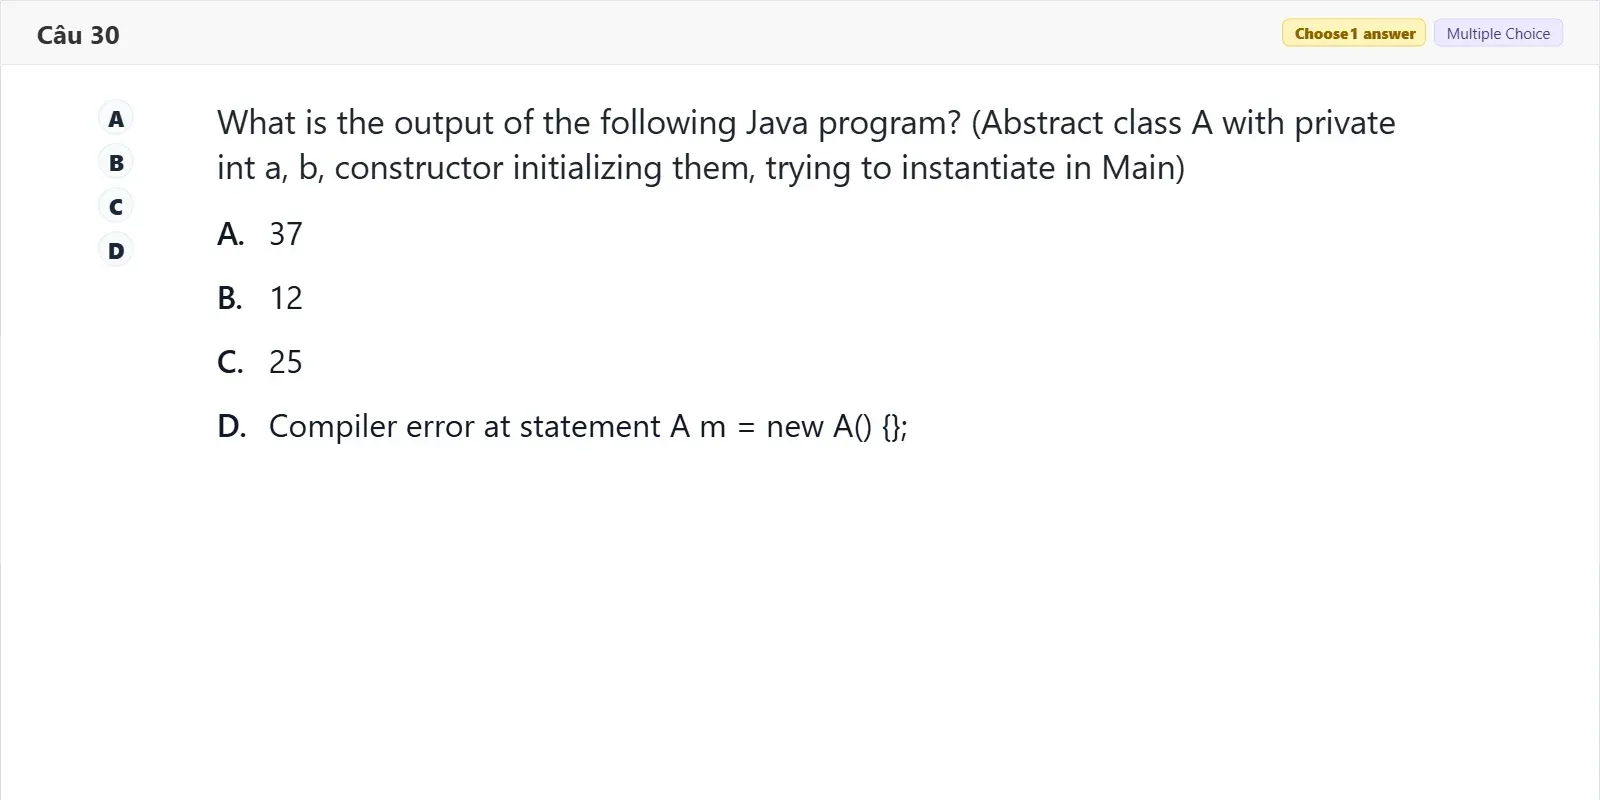 Câu 30
Choose1 answer
Multiple Choice
A
B
C
D
What is the output of the following Java program? (Abstract class A with private
int a, b, constructor initializing them, trying to instantiate in Main)
A. 37
B. 12
C. 25
D. Compiler error at statement A m = new A() {};